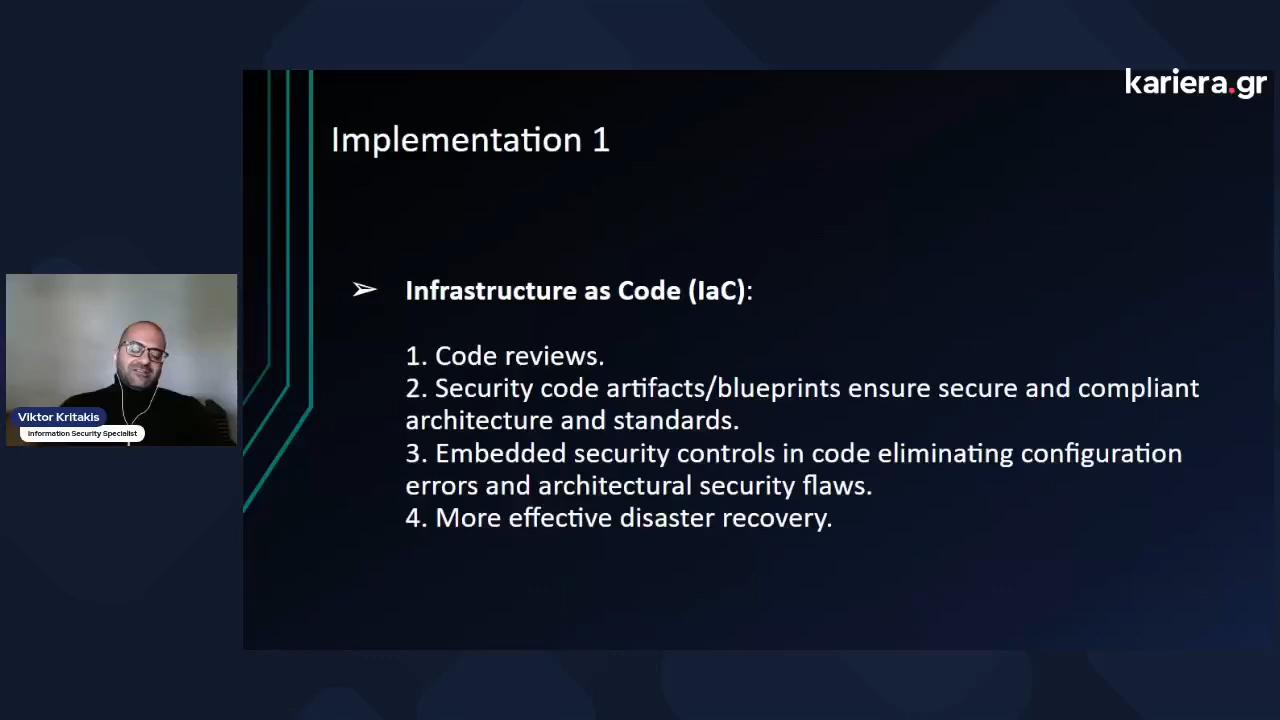 kariera.gr
Implementation 1
➢ Infrastructure as Code (IaC):
1. Code reviews.
2. Security code artifacts/blueprints ensure secure and compliant
architecture and standards.
3. Embedded security controls in code eliminating configuration
errors and architectural security flaws.
4. More effective disaster recovery.
Viktor Kritakis
Information Security Specialist